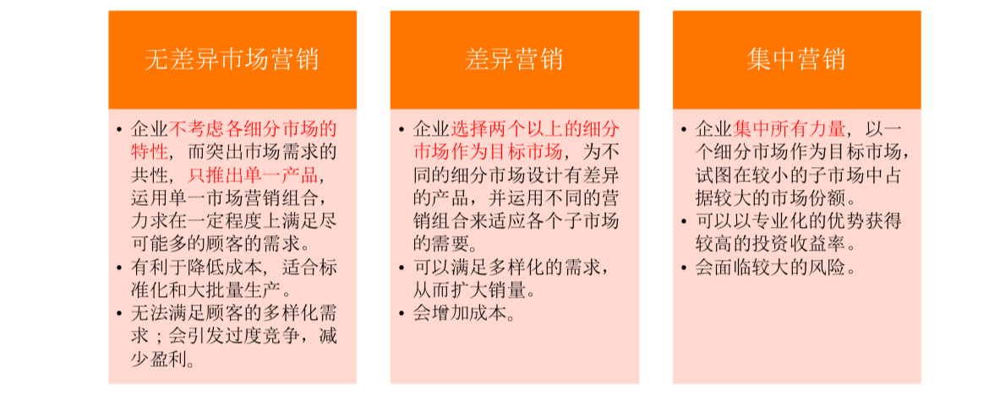 无差异市场营销
• 企业不考虑各细分市场的
特性，而突出市场需求的
共性，只推出单一产品，
运用单一市场营销组合，
力求在一定程度上满足尽
可能多的顾客的需求。
• 有利于降低成本，适合标
准化和大批量生产。
• 无法满足顾客的多样化需
求；会引发过度竞争，减
少盈利。
差异营销
• 企业选择两个以上的细分
市场作为目标市场，为不
同的细分市场设计有差异
的产品，并运用不同的营
销组合来适应各个子市场
的需要。
• 可以满足多样化的需求，
从而扩大销量。
• 会增加成本。
集中营销
• 企业集中所有力量，以一
个细分市场作为目标市场，
试图在较小的子市场中占
据较大的市场份额。
• 可以以专业化的优势获得
较高的投资收益率。
• 会面临较大的风险。